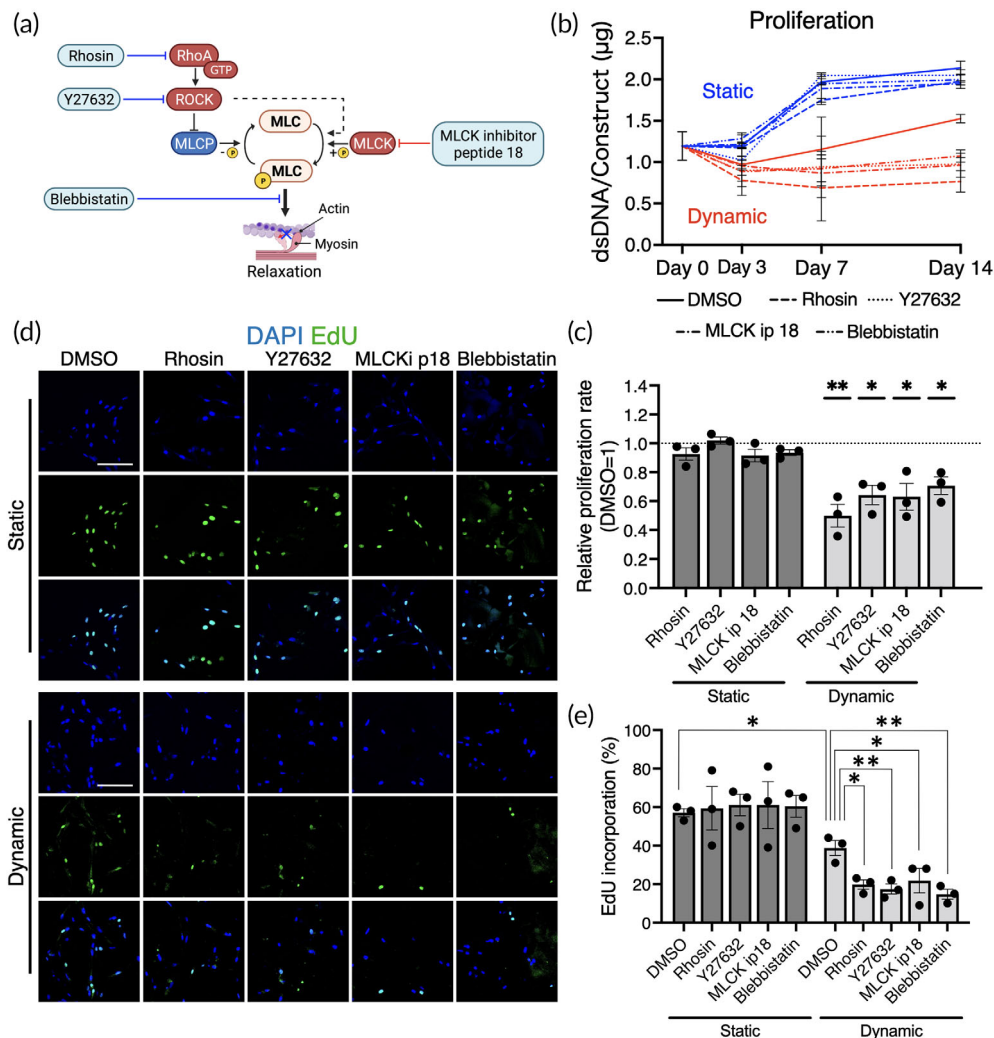 (a)
Rhosin
RhoA
GTP
Y27632
ROCK
MLC
MLCP
- P
+ P
MLCK
MLCK inhibitor
peptide 18
MLC
P
Blebbistatin
Actin
Myosin
Relaxation
(b)
Proliferation
dsDNA/Construct (μg)
2.5
2.0
1.5
1.0
0.5
0.0
Static
Dynamic
Day 0 Day 3 Day 7 Day 14
DMSO Rhosin Y27632
MLCK ip 18 Blebbistatin
(d)
DAPI EdU
DMSO Rhosin Y27632 MLCKi p18 Blebbistatin
Static
Dynamic
(c)
Relative proliferation rate
(DMSO=1)
1.4
1.2
1.0
0.8
0.6
0.4
0.2
0.0
** * * *
Rhosin Y27632 MLCK ip 18 Blebbistatin Rhosin Y27632 MLCK ip 18 Blebbistatin
Static Dynamic
(e)
EdU incorporation (%)
100
80
60
40
20
0
* **
*
**
*
DMSO Rhosin Y27632 MLCK ip18 Blebbistatin DMSO Rhosin Y27632 MLCK ip18 Blebbistatin
Static Dynamic